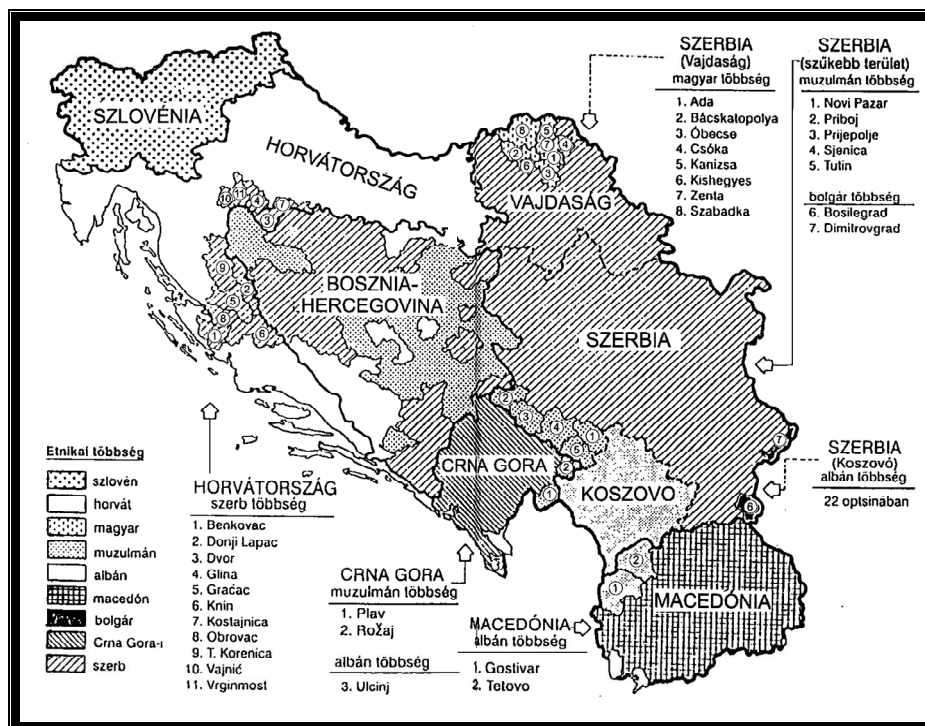 SZLOVÉNIA
HORVÁTORSZÁG
VAJDASÁG
BOSZNIA-
HERCEGOVINA
SZERBIA
CRNA GORA
KOSZOVO
MACEDÓNIA
SZERBIA
(Vajdaság)
magyar többség
1. Ada
2. Bácskatopolya
3. Óbecse
4. Csóka
5. Kanizsa
6. Kishegyes
7. Zenta
8. Szabadka
SZERBIA
(szűkebb terület)
muzulmán többség
1. Novi Pazar
2. Priboj
3. Prijepolje
4. Sjenica
5. Tutin
bolgár többség
6. Bosilegrad
7. Dimilrovgrad
SZERBIA
(Koszovó)
albán többség
22 optsinában
Etnikai többség
szlovén
horvát
magyar
muzulmán
albán
macedón
bolgár
Crna Gora-i
szerb
HORVÁTORSZÁG
szerb többség
1. Benkovac
2. Donji Lapac
3. Dvor
4. Glina
5. Graćac
6. Knin
7. Kostajnica
8. Obrovac
9. T. Korenica
10. Vajnić
11. Vrginmost
CRNA GORA
muzulmán többség
1. Plav
2. Rožaj
albán többség
3. Ulcinj
MACEDÓNIA
albán többség
1. Gostivar
2. Tetovo